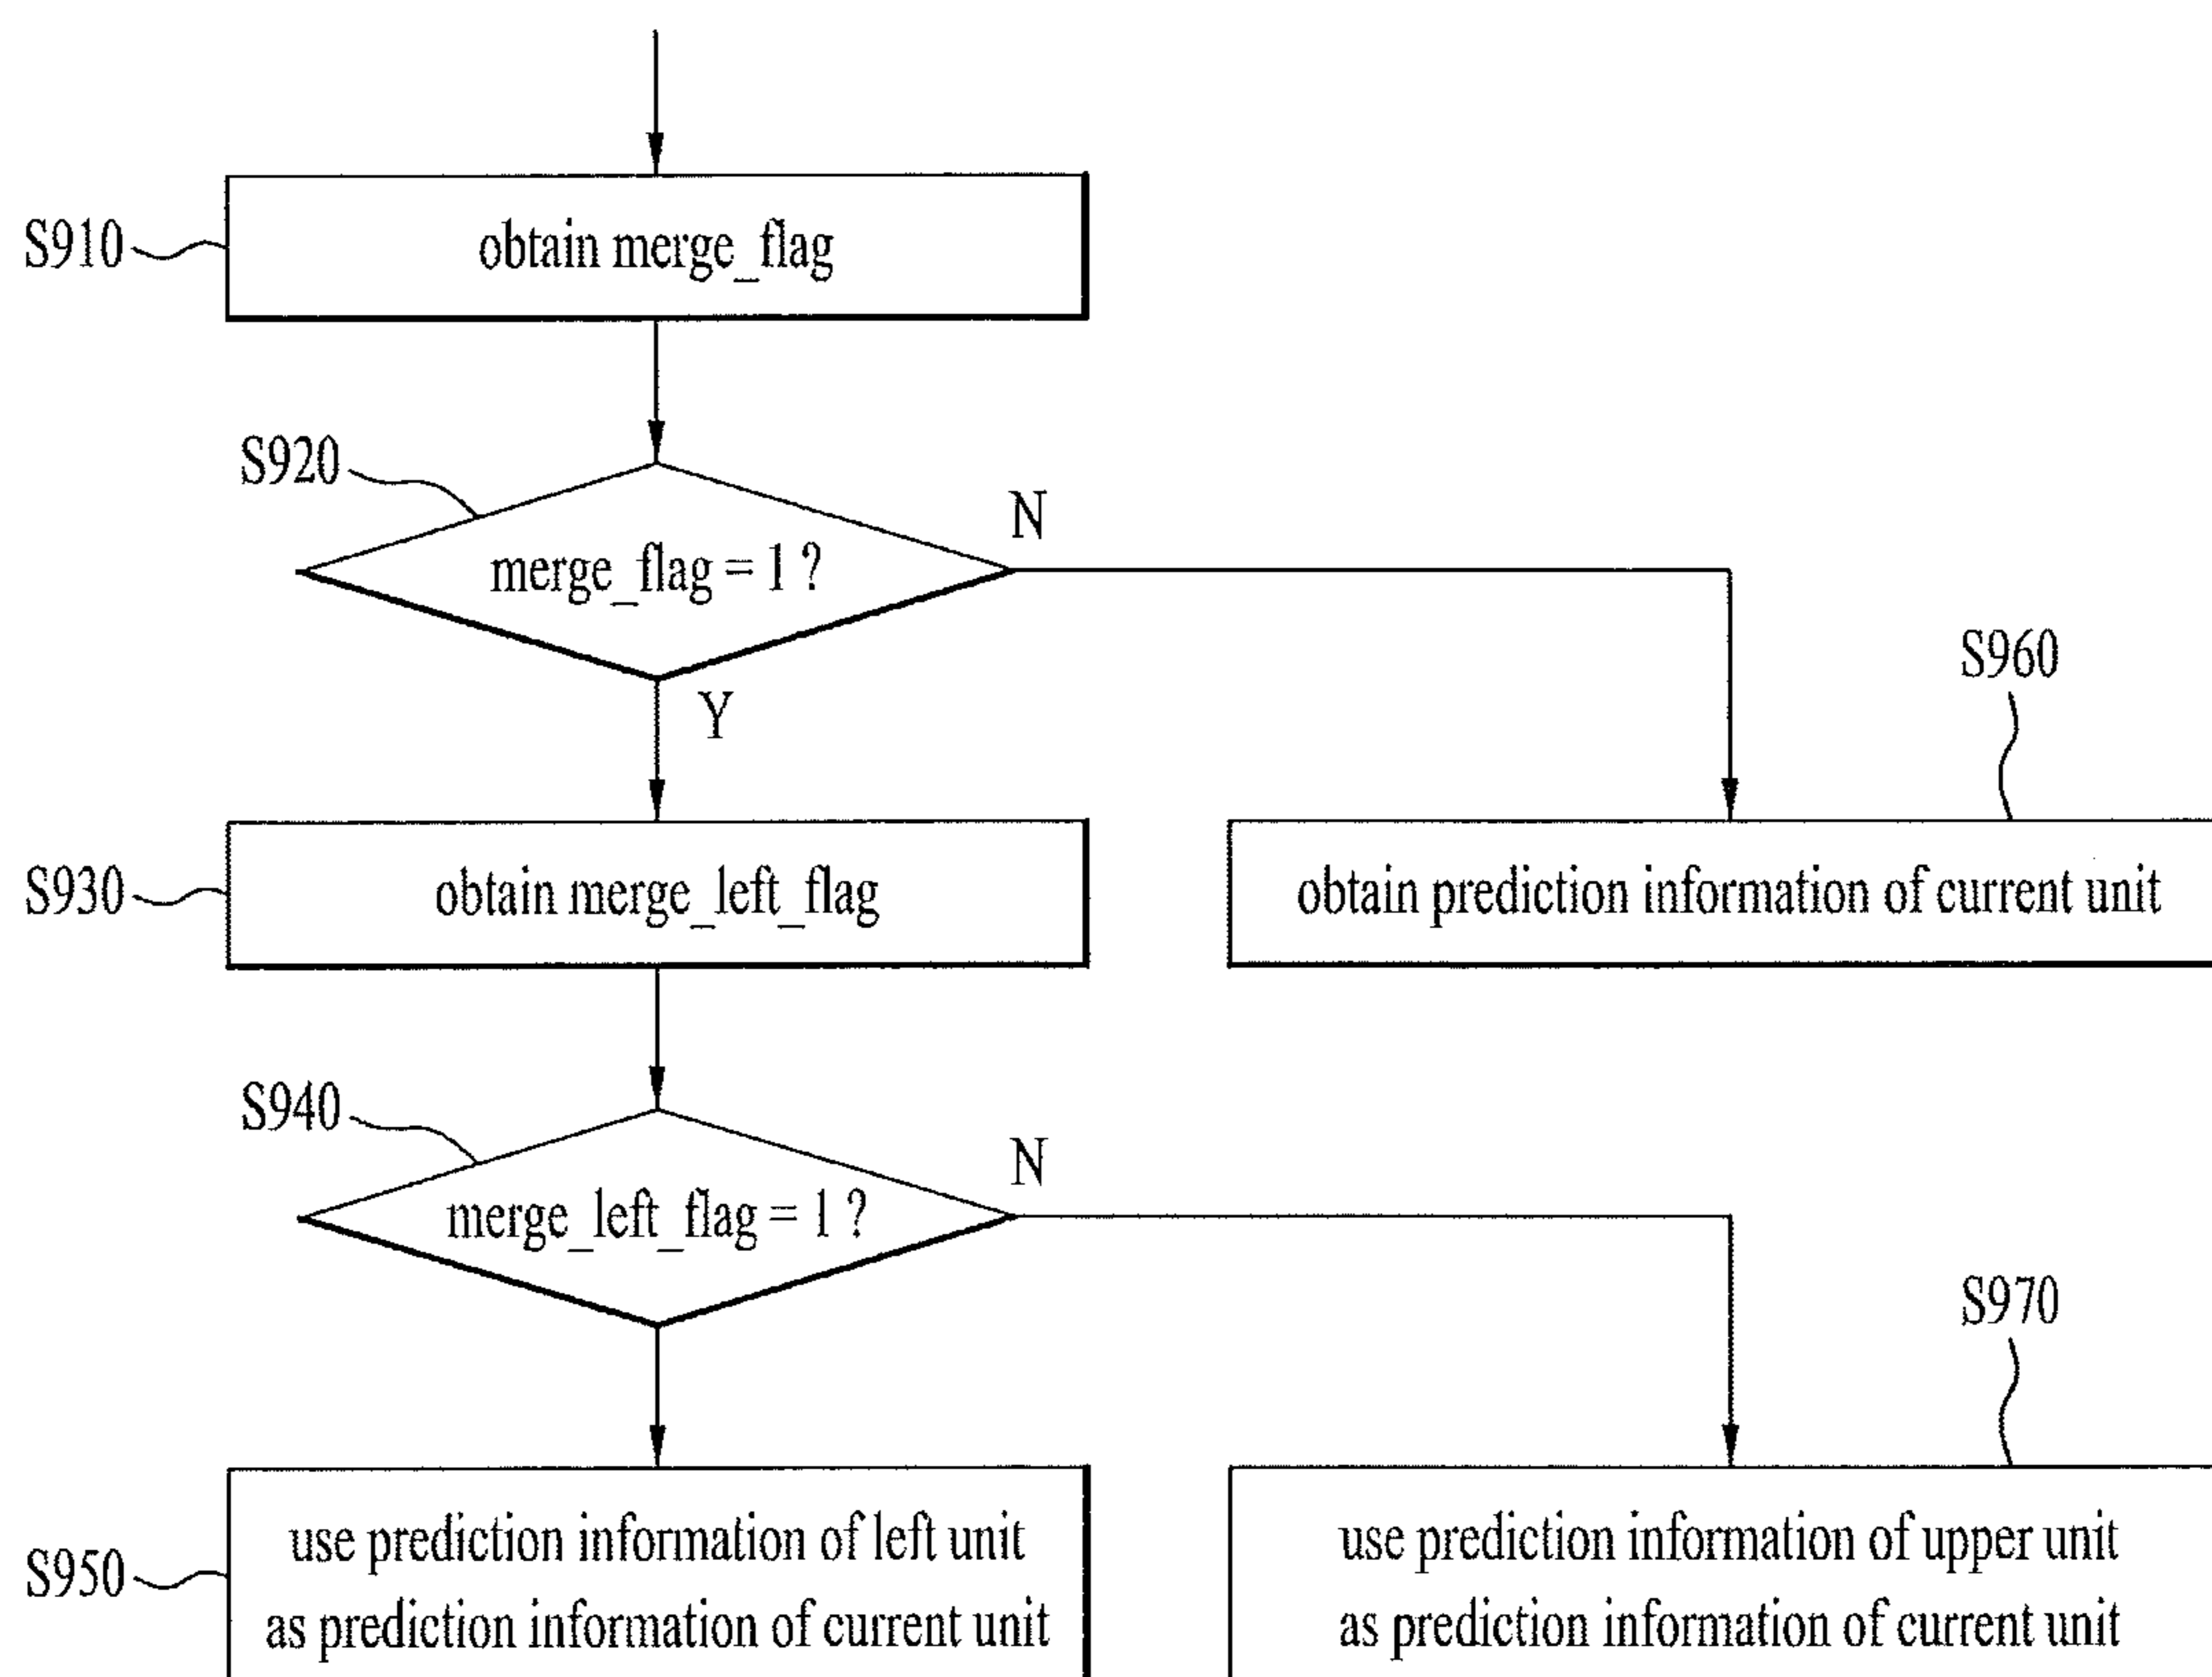 S910
obtain merge_flag
S920
N
merge_flag = 1 ?
Y
S960
S930
obtain merge_left_flag
obtain prediction information of current unit
S940
N
merge_left_flag = 1 ?
S970
S950
use prediction information of left unit
as prediction information of current unit
use prediction information of upper unit
as prediction information of current unit